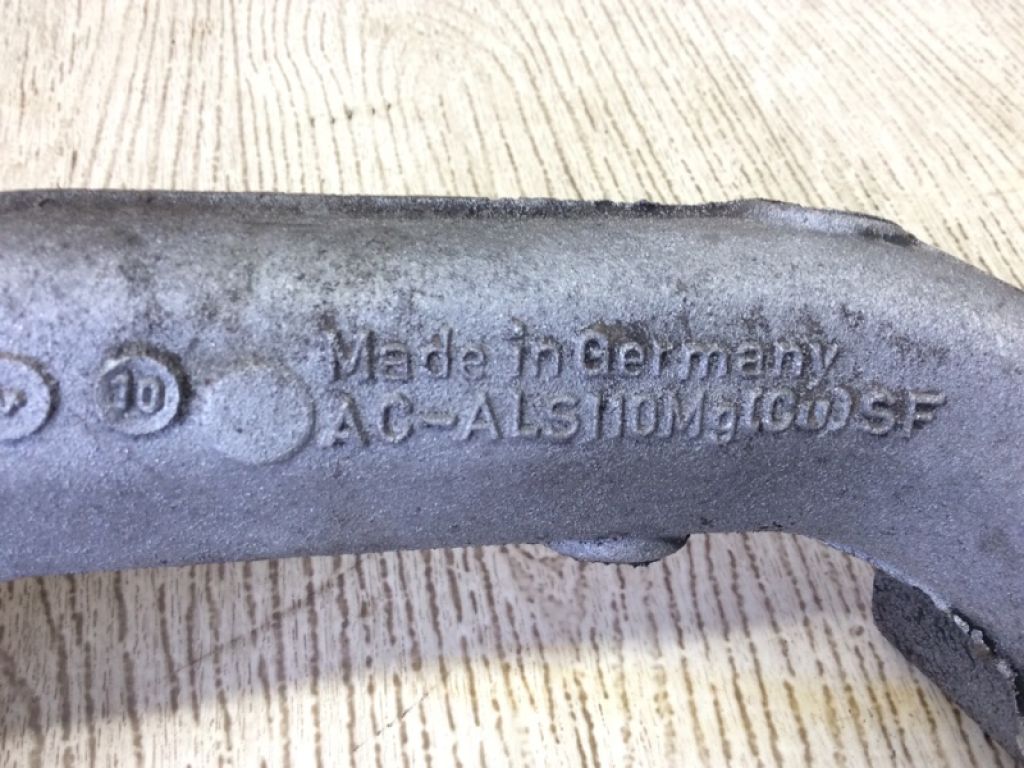 Made in Germany
10 AC-ALSI10Mg(Cu)SF